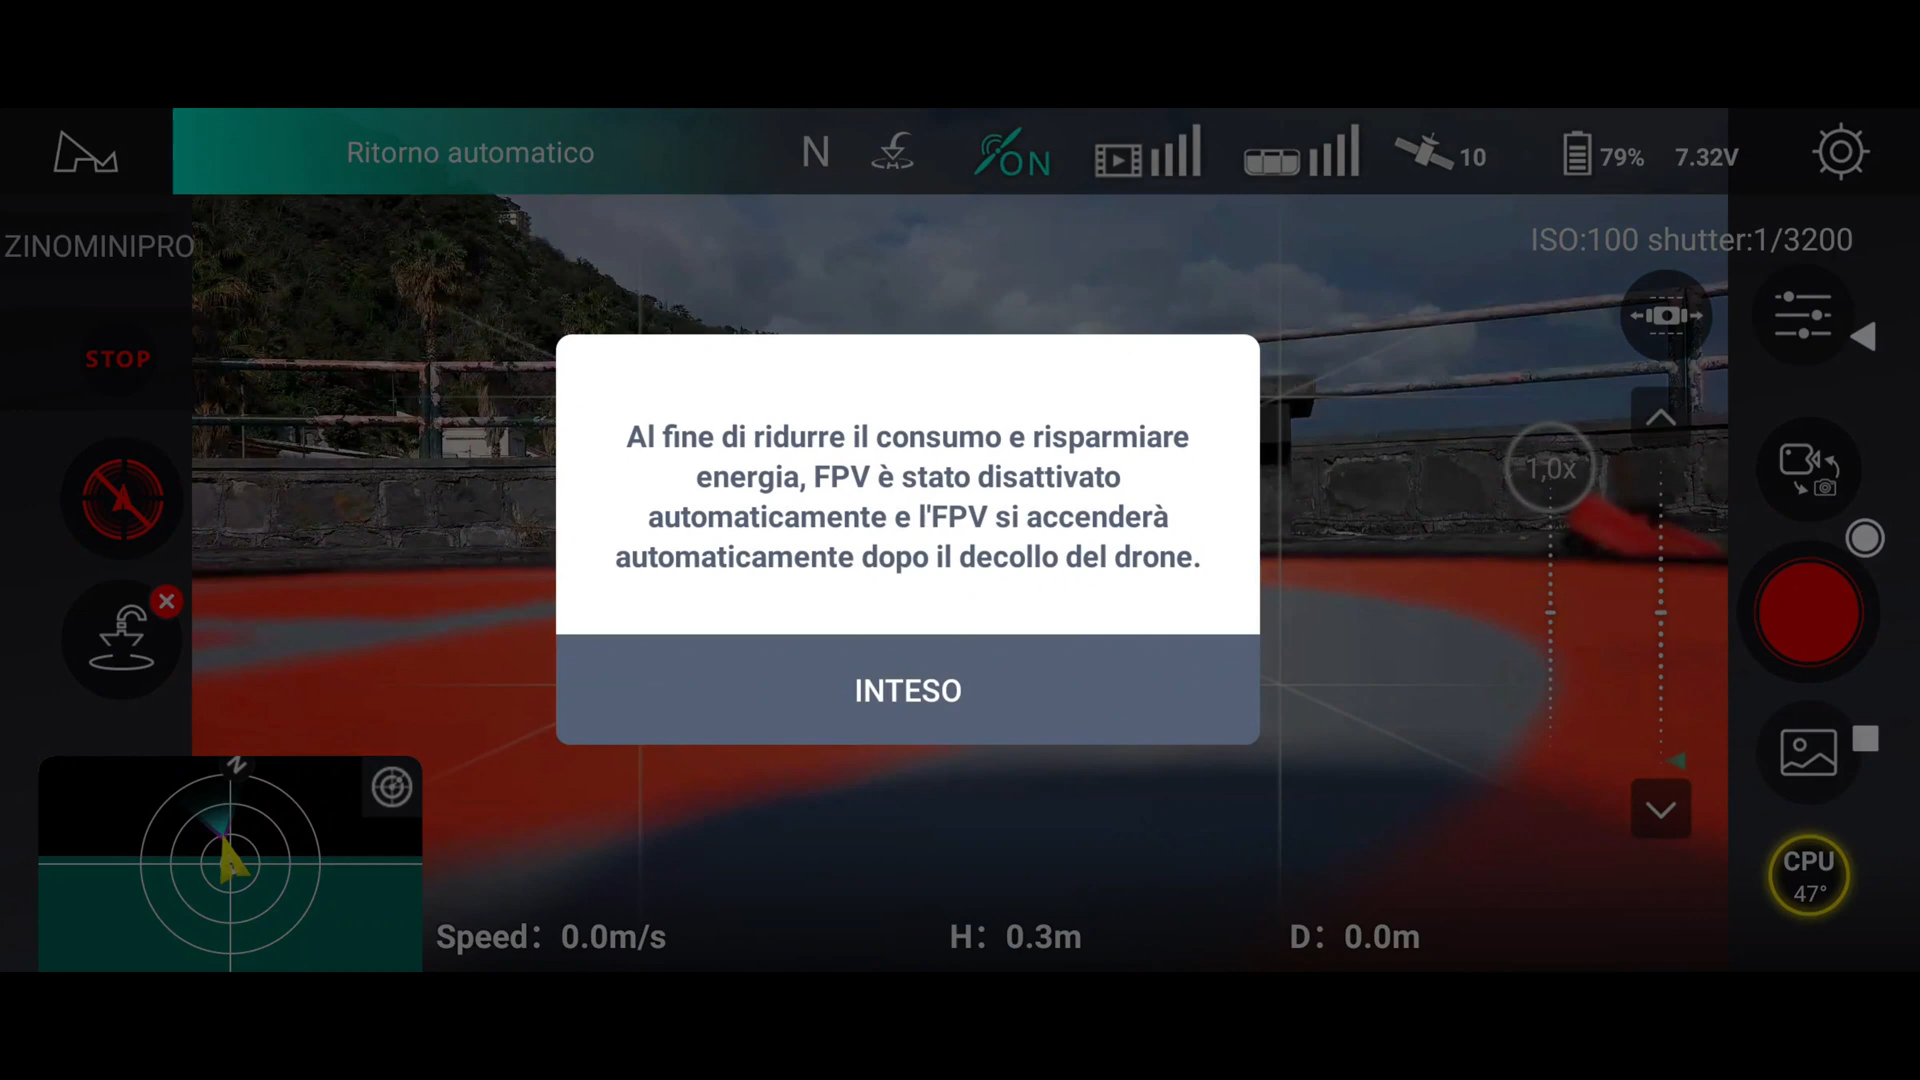 Ritorno automatico
N
ON
10
79%
7.32V
ZINOMINIPRO
ISO:100 shutter:1/3200
STOP
Al fine di ridurre il consumo e risparmiare
energia, FPV è stato disattivato
automaticamente e l'FPV si accenderà
automaticamente dopo il decollo del drone.
INTESO
1,0x
N
CPU
47°
Speed: 0.0m/s
H: 0.3m
D: 0.0m